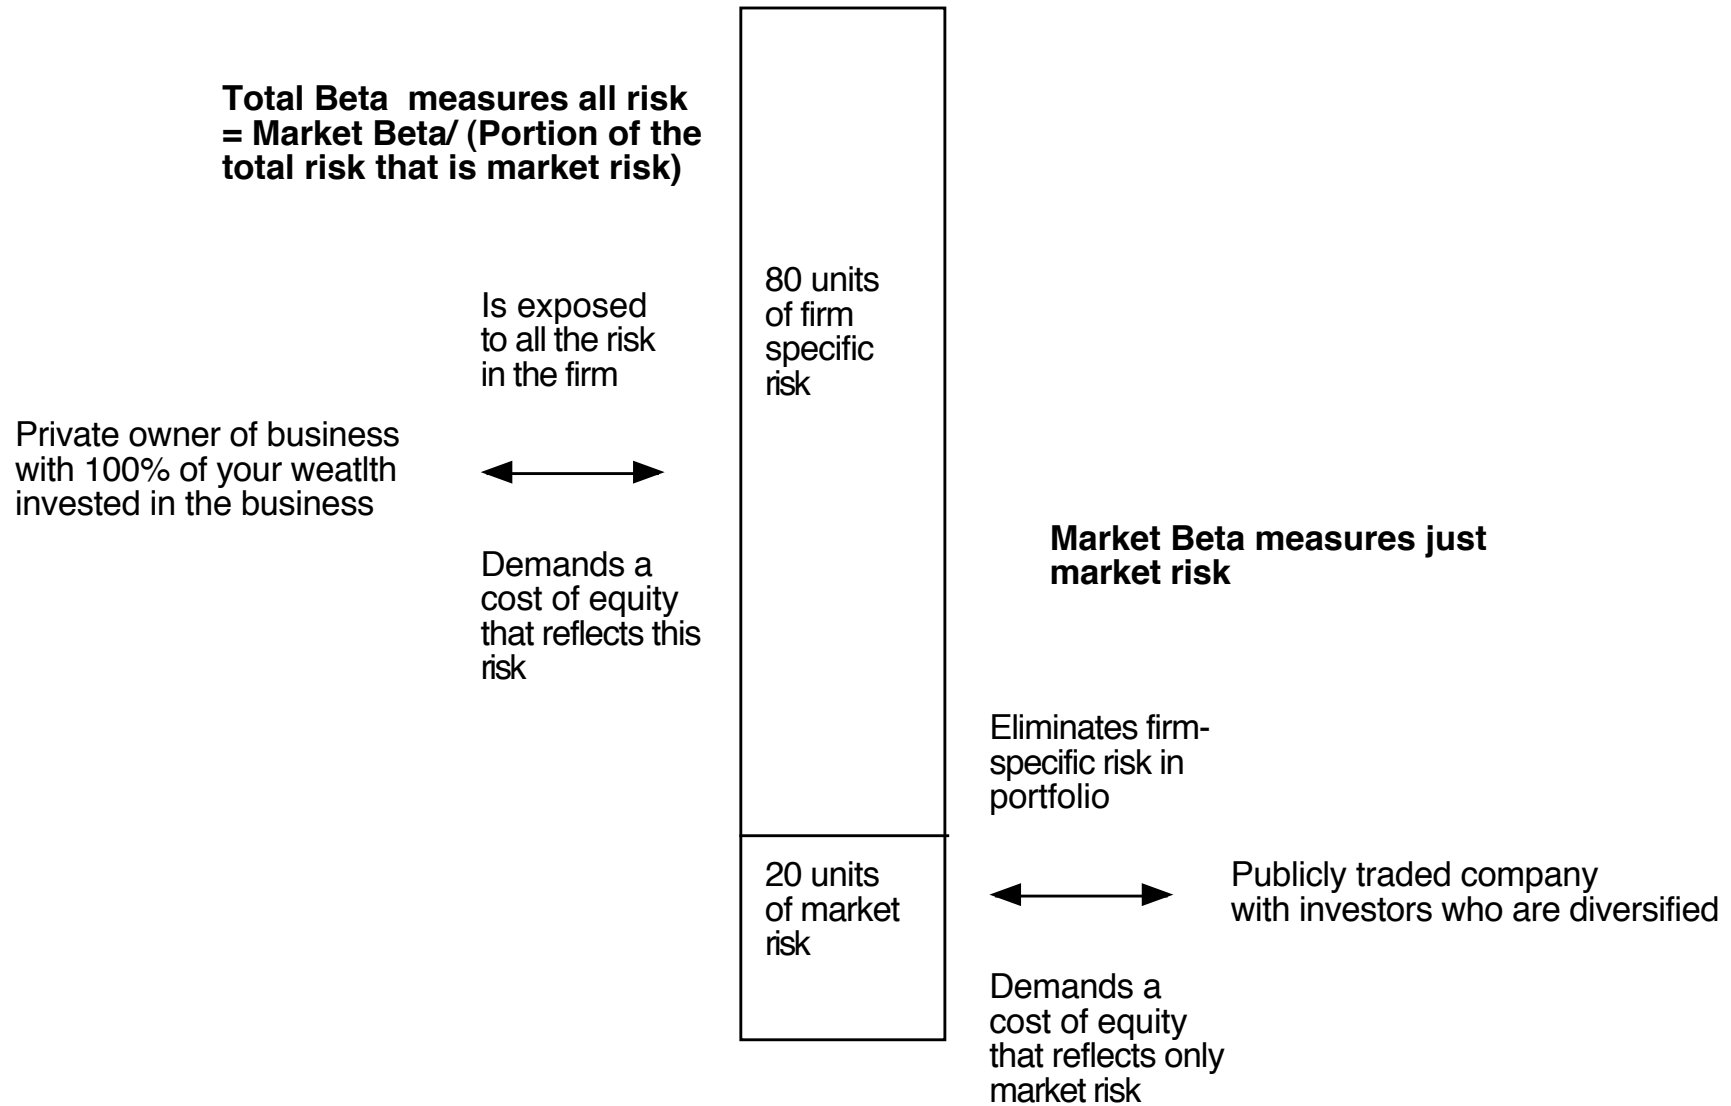 Total Beta measures all risk
= Market Beta/ (Portion of the
total risk that is market risk)
80 units
of firm
specific
risk
Is exposed
to all the risk
in the firm
Private owner of business
with 100% of your weatlth
invested in the business
Demands a
cost of equity
that reflects this
risk
Market Beta measures just
market risk
Eliminates firm-
specific risk in
portfolio
20 units
of market
risk
Publicly traded company
with investors who are diversified
Demands a
cost of equity
that reflects only
market risk